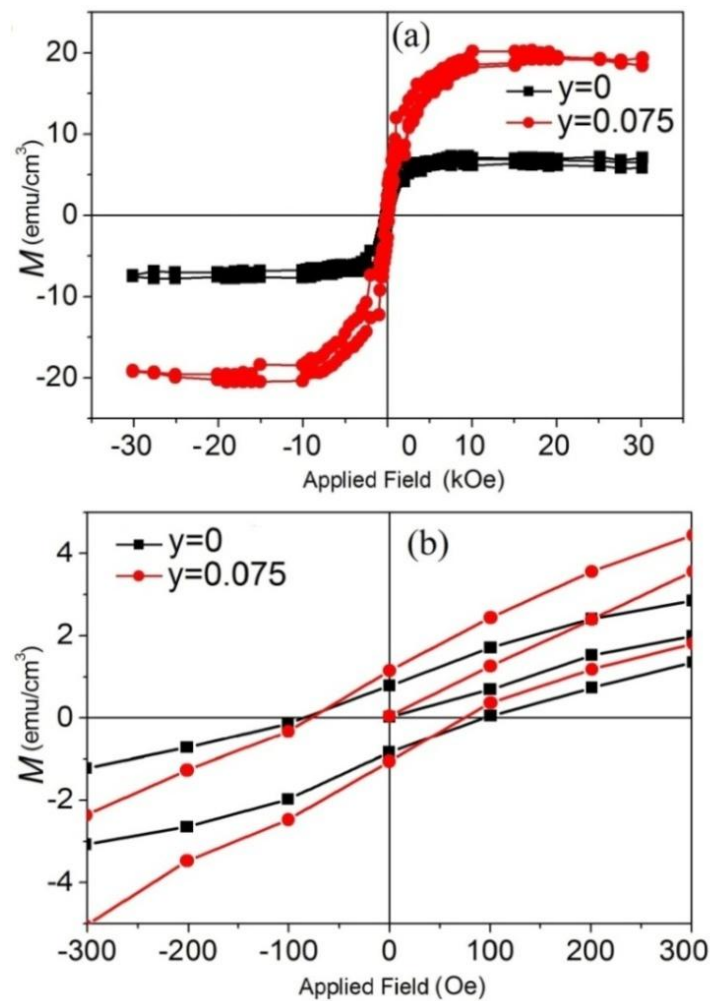 (a)
20
10
0
-10
-20
M (emu/cm³)
y=0
y=0.075
-30 -20 -10 0 10 20 30
Applied Field (kOe)
y=0
y=0.075
(b)
4
2
0
-2
-4
M (emu/cm³)
-300 -200 -100 0 100 200 300
Applied Field (Oe)